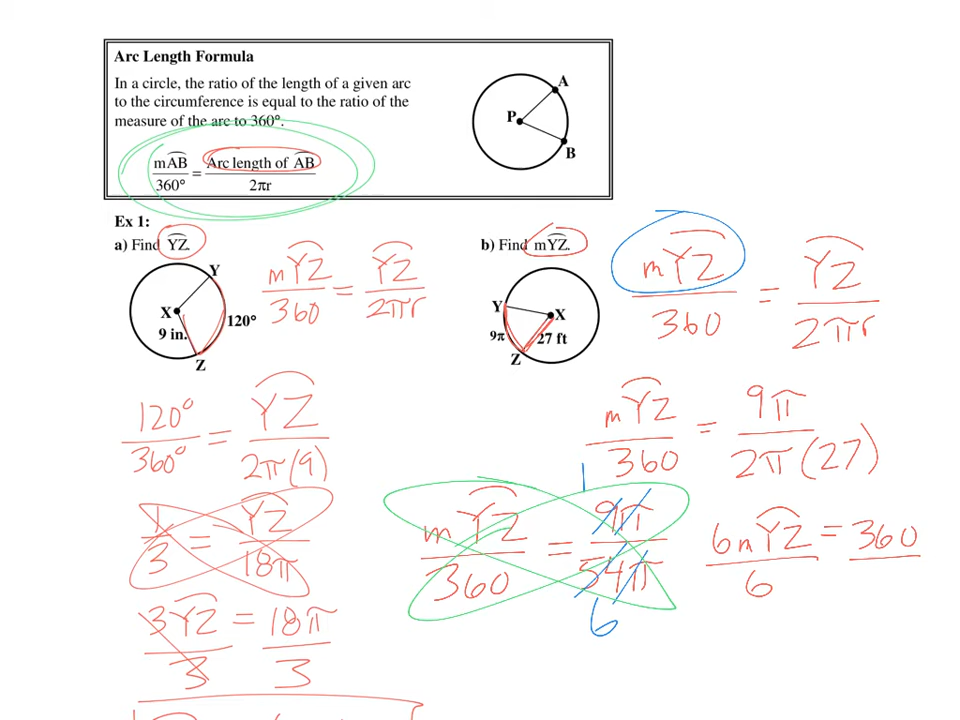 Arc Length Formula
In a circle, the ratio of the length of a given arc
to the circumference is equal to the ratio of the
measure of the arc to 360°.
mAB/360° = Arc length of AB/2πr
A
P
B
Ex 1:
a) Find YZ.
Y
X
9 in.
120°
Z
mYZ/360 = YZ/2πr
120°/360° = YZ/2π(9)
1/3 = YZ/18π
3YZ/3 = 18π/3
b) Find mYZ.
Y
X
9π
27 ft
Z
mYZ/360 = YZ/2πr
mYZ/360 = 9π/2π(27)
1
mYZ/360 = 9π/54π
6
6mYZ/6 = 360